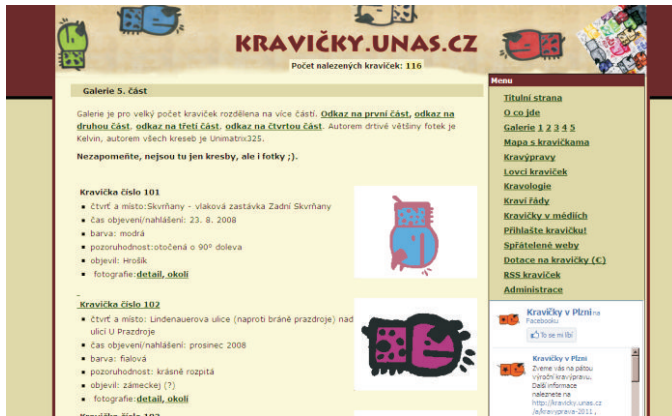 KRAVIČKY.UNAS.CZ
Počet nalezených kraviček: 116
Galerie 5. část
Galerie je pro velký počet kraviček rozdělena na více částí. Odkaz na první část, odkaz na
druhou část, odkaz na třetí část, odkaz na čtvrtou část. Autorem drtivé většiny fotek je
Kelvin, autorem všech kreseb je Unimatrix325.
Nezapomeňte, nejsou tu jen kresby, ale i fotky ;).
Kravička číslo 101
čtvrť a místo:Skvrňany - vlaková zastávka Zadní Skvrňany
čas objevení/nahlášení: 23. 8. 2008
barva: modrá
pozoruhodnost:otočená o 90º doleva
objevil: Hrošik
fotografie:detail, okolí
Kravička číslo 102
čtvrť a místo: Lindenauerova ulice (naproti bráně prazdroje) nad
ulicí U Prazdroje
čas objevení/nahlášení: prosinec 2008
barva: fialová
pozoruhodnost: krásně rozpitá
objevil: zámeckej (?)
fotografie:detail, okolí
Menu
Titulní strana
O co jde
Galerie 1 2 3 4 5
Mapa s kravičkama
Kravýpravy
Lovci kraviček
Kravologie
Kraví řády
Kravičky v médiích
Přihlašte kravičku!
Spřátelené weby
Dotace na kravičky (€)
RSS kraviček
Administrace
Kravičky v Plzni na
Facebooku
To se mi líbí
Kravičky v Plzni
Zveme vás na pátou
výroční kravýpravu.
Další informace
naleznete na
http://kravicky.unas.cz
/a/kravyprava-2011 ,